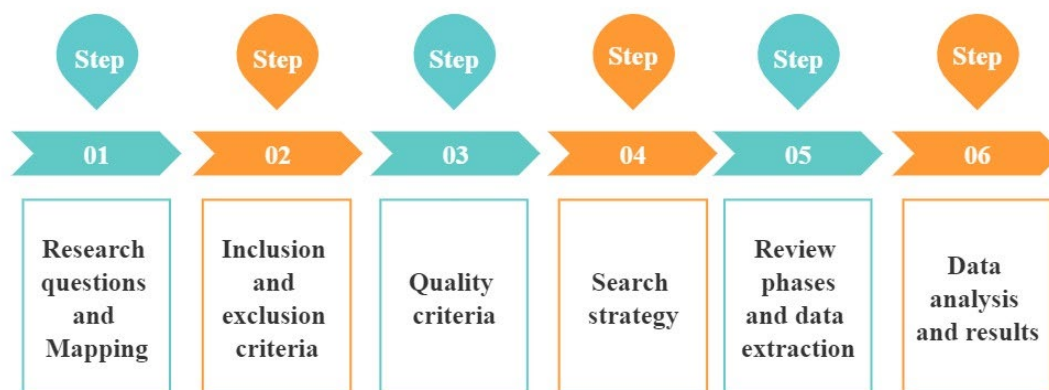 Step
Step
Step
Step
Step
Step
01
02
03
04
05
06
Research
questions
and
Mapping
Inclusion
and
exclusion
criteria
Quality
criteria
Search
strategy
Review
phases
and data
extraction
Data
analysis
and results